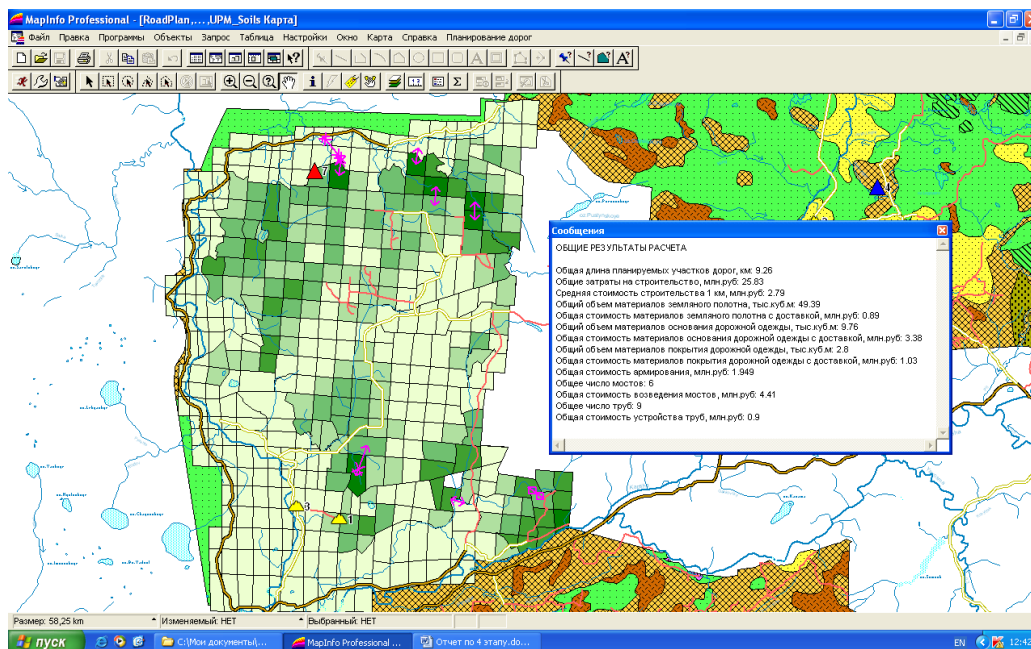 MapInfo Professional - [RoadPlan,...,UPM_Soils Карта]
Файл Правка Программы Объекты Запрос Таблица Настройки Окно Карта Справка Планирование дорог
7
4
3
1
Сообщения
ОБЩИЕ РЕЗУЛЬТАТЫ РАСЧЕТА
Общая длина планируемых участков дорог, км: 9.26
Общие затраты на строительство, млн.руб: 25.83
Средняя стоимость строительства 1 км, млн.руб: 2.79
Общий объем материалов земляного полотна, тыс.куб.м: 49.39
Общая стоимость материалов земляного полотна с доставкой, млн.руб: 0.89
Общий объем материалов основания дорожной одежды, тыс.куб.м: 9.76
Общая стоимость материалов основания дорожной одежды с доставкой, млн.руб: 3.38
Общий объем материалов покрытия дорожной одежды, тыс.куб.м: 2.8
Общая стоимость материалов покрытия дорожной одежды с доставкой, млн.руб: 1.03
Общая стоимость армирования, млн.руб: 1.949
Общее число мостов: 6
Общая стоимость возведения мостов, млн.руб: 4.41
Общее число труб: 9
Общая стоимость устройства труб, млн.руб: 0.9
Размер: 58,25 km Изменяемый: НЕТ Выбранный: НЕТ
пуск C:\Мои документы\... MapInfo Professional ... Отчет по 4 этапу.do... EN 12:42